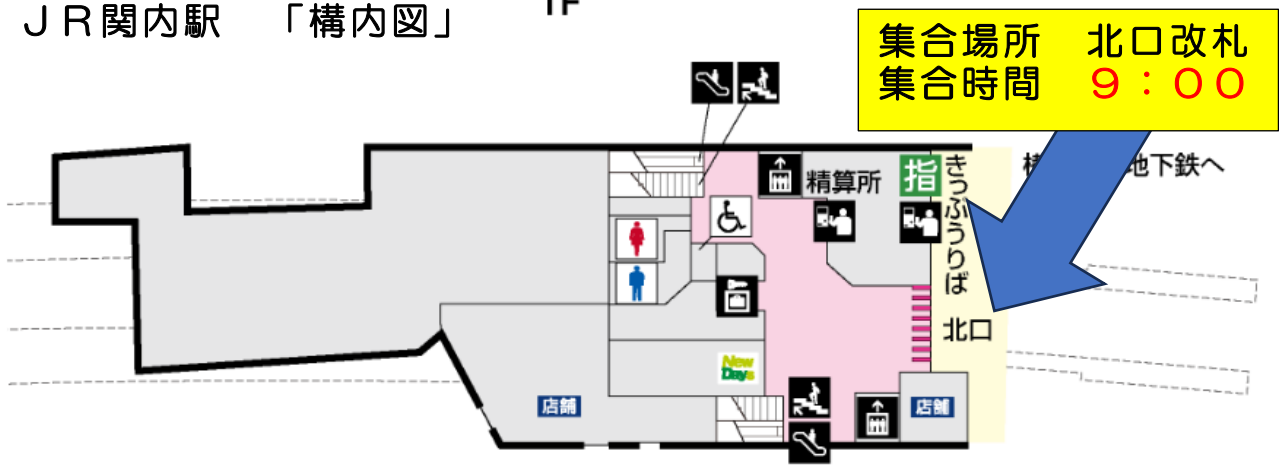 JR関内駅 「構内図」
1F
集合場所 北口改札
集合時間 9:00
地下鉄へ
精算所
指
きっぷうりば
北口
New
Days
店舗
店舗